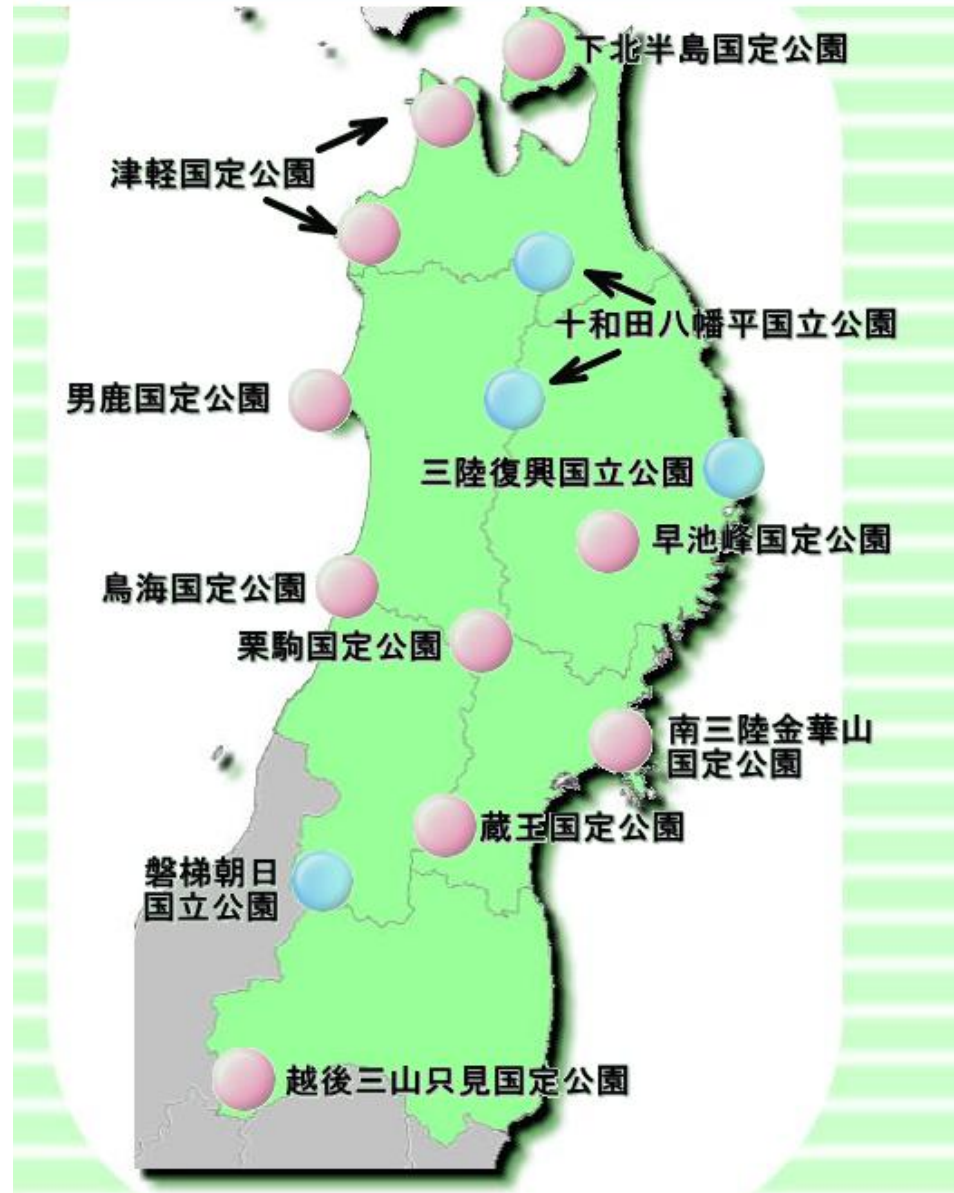 下北半島国定公園
津軽国定公園
十和田八幡平国立公園
男鹿国定公園
三陸復興国立公園
早池峰国定公園
鳥海国定公園
栗駒国定公園
南三陸金華山
国定公園
蔵王国定公園
磐梯朝日
国立公園
越後三山只見国定公園